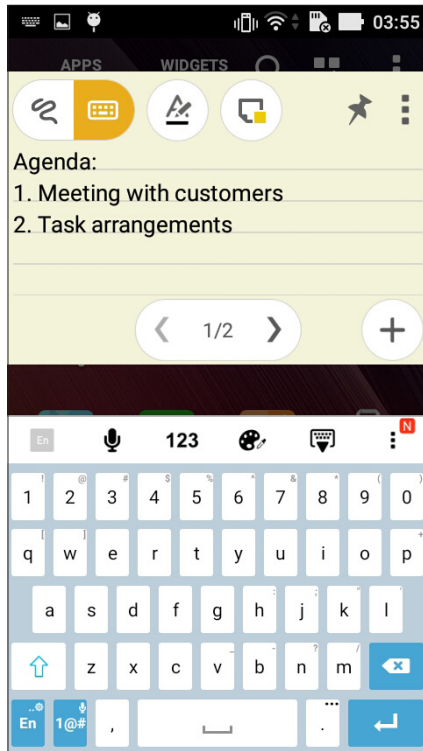 03:55
APPS WIDGETS
Agenda:
1. Meeting with customers
2. Task arrangements
1/2
En 123 N
! @ # $ % ^ & * ( )
1 2 3 4 5 6 7 8 9 0
[ ] +
q w e r t y u i o p
: ; " '
a s d f g h j k l
_ - ? /
z x c v b n m
En 1@# , .